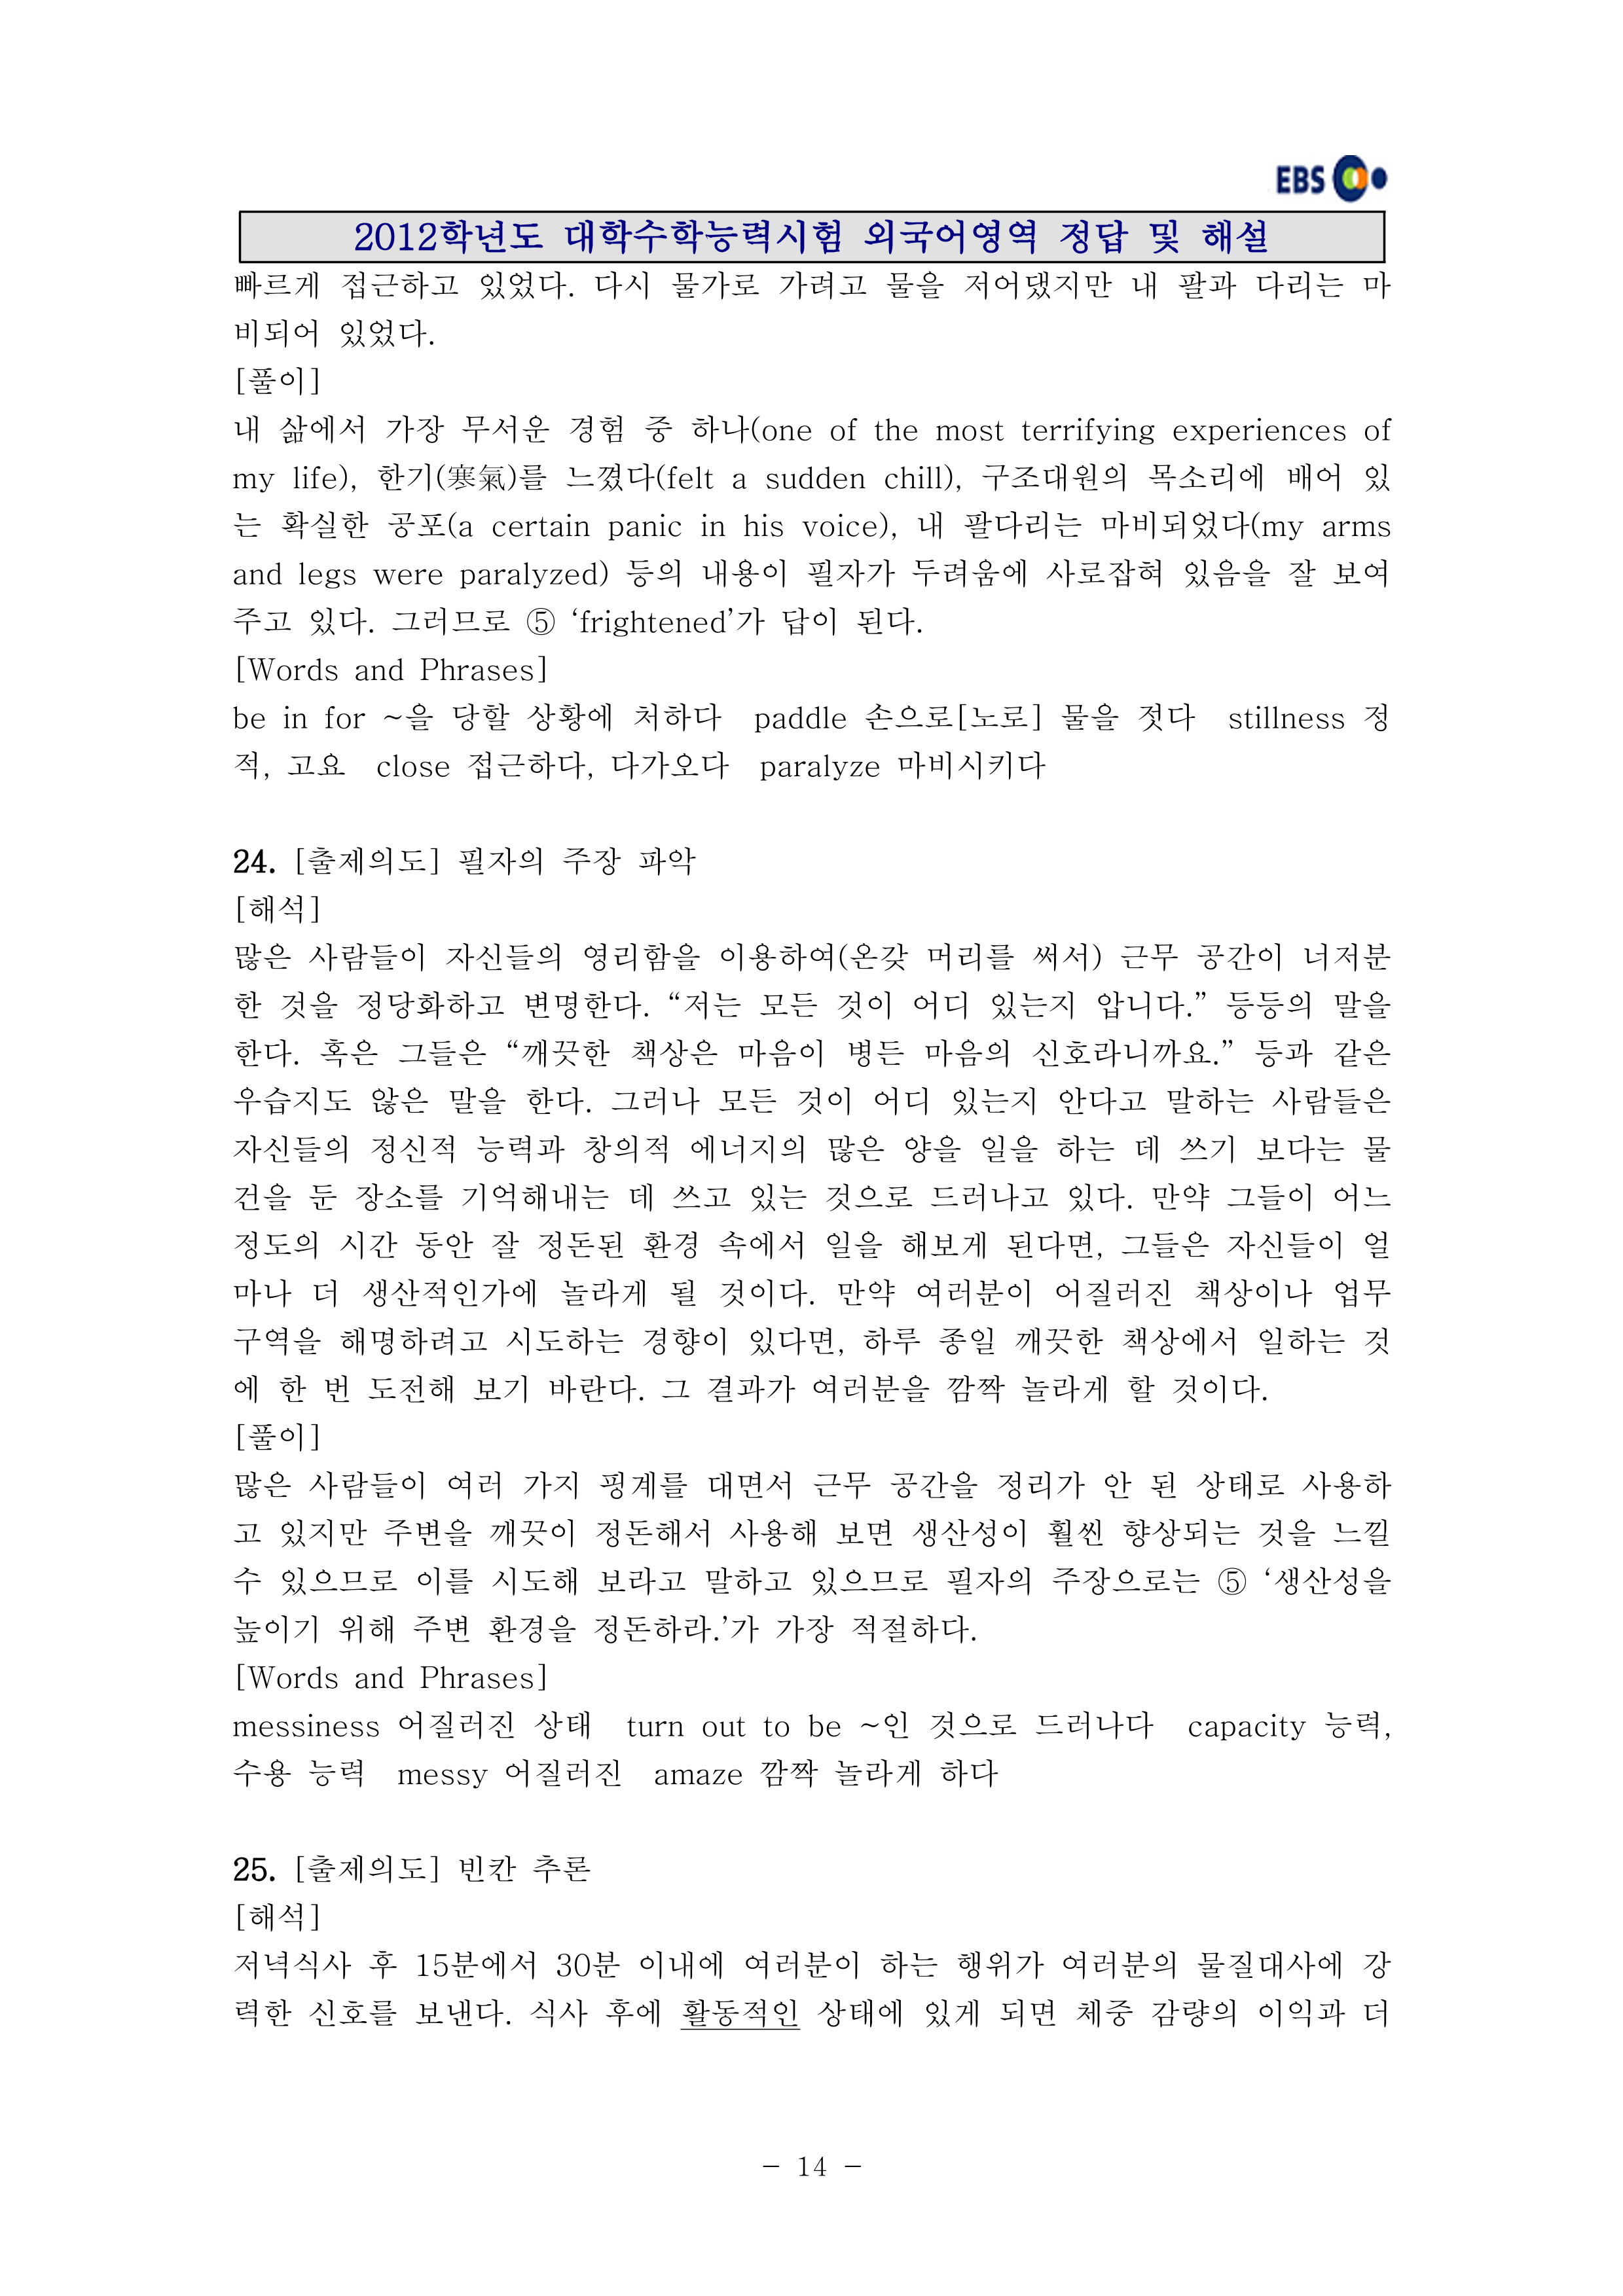 EBS
2012학년도 대학수학능력시험 외국어영역 정답 및 해설
빠르게 접근하고 있었다. 다시 물가로 가려고 물을 저어댔지만 내 팔과 다리는 마
비되어 있었다.
[풀이]
내 삶에서 가장 무서운 경험 중 하나(one of the most terrifying experiences of
my life), 한기(寒氣)를 느꼈다(felt a sudden chill), 구조대원의 목소리에 배어 있
는 확실한 공포(a certain panic in his voice), 내 팔다리는 마비되었다(my arms
and legs were paralyzed) 등의 내용이 필자가 두려움에 사로잡혀 있음을 잘 보여
주고 있다. 그러므로 ⑤ ‘frightened’가 답이 된다.
[Words and Phrases]
be in for ~을 당할 상황에 처하다 paddle 손으로[노로] 물을 젓다 stillness 정
적, 고요 close 접근하다, 다가오다 paralyze 마비시키다
24. [출제의도] 필자의 주장 파악
[해석]
많은 사람들이 자신들의 영리함을 이용하여(온갖 머리를 써서) 근무 공간이 너저분
한 것을 정당화하고 변명한다. “저는 모든 것이 어디 있는지 압니다.” 등등의 말을
한다. 혹은 그들은 “깨끗한 책상은 마음이 병든 마음의 신호라니까요.” 등과 같은
우습지도 않은 말을 한다. 그러나 모든 것이 어디 있는지 안다고 말하는 사람들은
자신들의 정신적 능력과 창의적 에너지의 많은 양을 일을 하는 데 쓰기 보다는 물
건을 둔 장소를 기억해내는 데 쓰고 있는 것으로 드러나고 있다. 만약 그들이 어느
정도의 시간 동안 잘 정돈된 환경 속에서 일을 해보게 된다면, 그들은 자신들이 얼
마나 더 생산적인가에 놀라게 될 것이다. 만약 여러분이 어질러진 책상이나 업무
구역을 해명하려고 시도하는 경향이 있다면, 하루 종일 깨끗한 책상에서 일하는 것
에 한 번 도전해 보기 바란다. 그 결과가 여러분을 깜짝 놀라게 할 것이다.
[풀이]
많은 사람들이 여러 가지 핑계를 대면서 근무 공간을 정리가 안 된 상태로 사용하
고 있지만 주변을 깨끗이 정돈해서 사용해 보면 생산성이 훨씬 향상되는 것을 느낄
수 있으므로 이를 시도해 보라고 말하고 있으므로 필자의 주장으로는 ⑤ ‘생산성을
높이기 위해 주변 환경을 정돈하라.’가 가장 적절하다.
[Words and Phrases]
messiness 어질러진 상태 turn out to be ~인 것으로 드러나다 capacity 능력,
수용 능력 messy 어질러진 amaze 깜짝 놀라게 하다
25. [출제의도] 빈칸 추론
[해석]
저녁식사 후 15분에서 30분 이내에 여러분이 하는 행위가 여러분의 물질대사에 강
력한 신호를 보낸다. 식사 후에 활동적인 상태에 있게 되면 체중 감량의 이익과 더
- 14 -